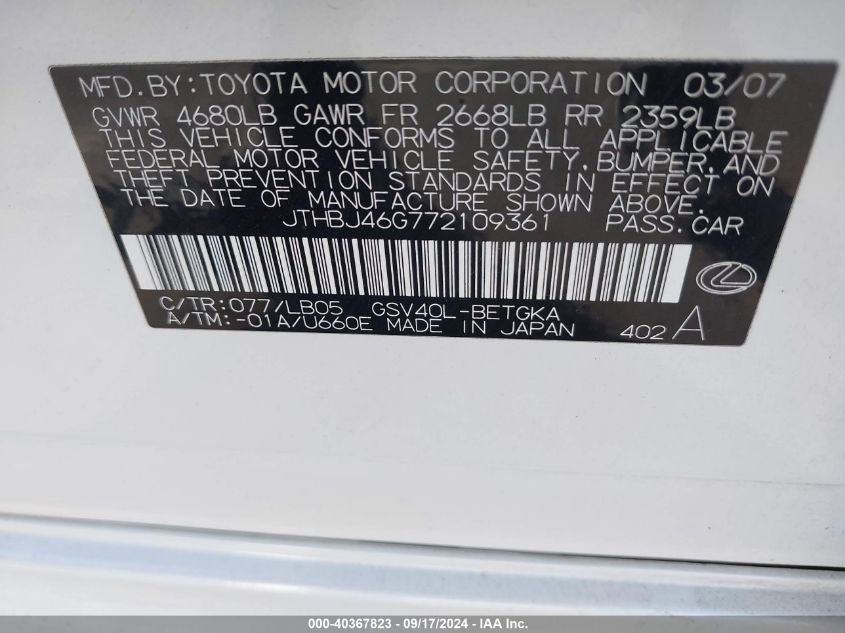 MFD.BY:TOYOTA MOTOR CORPORATION 03/07
GVWR 4680LB GAWR FR 2668LB RR 2359LB
THIS VEHICLE CONFORMS TO ALL APPLICABLE
FEDERAL MOTOR VEHICLE SAFETY,BUMPER,AND
THEFT PREVENTION STANDARDS IN EFFECT ON
THE DATE OF MANUFACTURE SHOWN ABOVE.
JTHBJ46G772109361 PASS.CAR
C/TR:077/LB05 GSV40L-BETGKA
A/TM:-01A/U660E MADE IN JAPAN 402 A
000-40367823 - 09/17/2024 - IAA Inc.